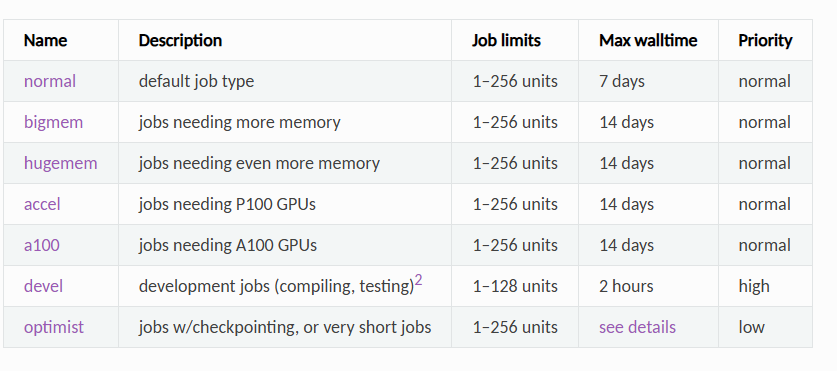 Name Description Job limits Max walltime Priority
normal default job type 1–256 units 7 days normal
bigmem jobs needing more memory 1–256 units 14 days normal
hugemem jobs needing even more memory 1–256 units 14 days normal
accel jobs needing P100 GPUs 1–256 units 14 days normal
a100 jobs needing A100 GPUs 1–256 units 14 days normal
devel development jobs (compiling, testing)2 1–128 units 2 hours high
optimist jobs w/checkpointing, or very short jobs 1–256 units see details low